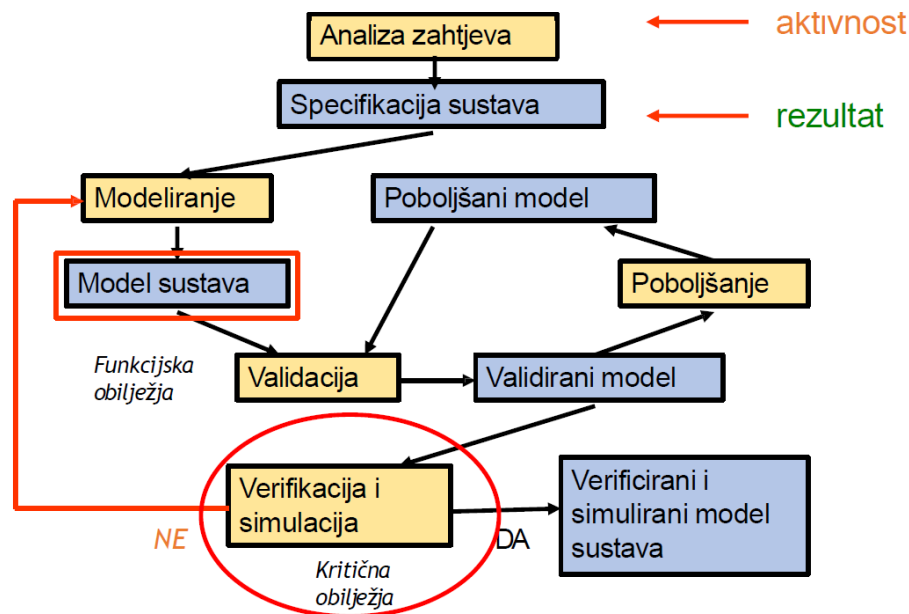 Analiza zahtjeva
aktivnost
Specifikacija sustava
rezultat
Modeliranje
Poboljšani model
Model sustava
Poboljšanje
Funkcijska
obilježja
Validacija
Validirani model
Verifikacija i
simulacija
NE
DA
Verificirani i
simulirani model
sustava
Kritična
obilježja